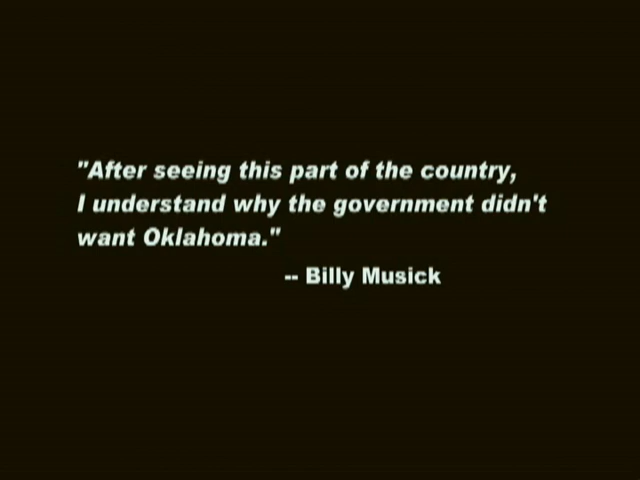 "After seeing this part of the country,
I understand why the government didn't
want Oklahoma."
-- Billy Musick